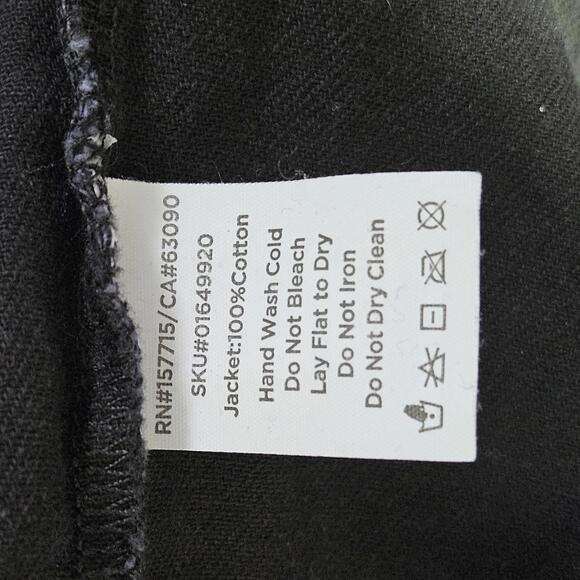 RN#157715/CA#63090
SKU#01649920
Jacket:100%Cotton
Hand Wash Cold
Do Not Bleach
Lay Flat to Dry
Do Not Iron
Do Not Dry Clean